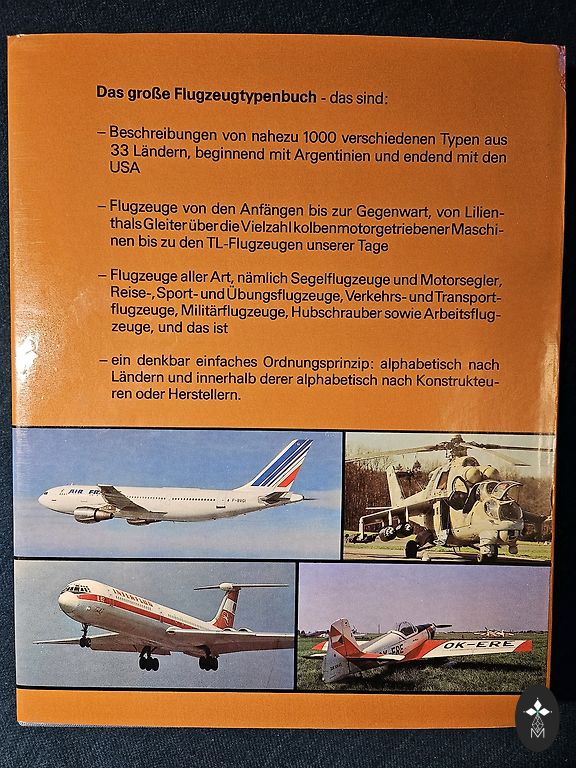 Das große Flugzeugtypenbuch - das sind:
– Beschreibungen von nahezu 1000 verschiedenen Typen aus
33 Ländern, beginnend mit Argentinien und endend mit den
USA
– Flugzeuge von den Anfängen bis zur Gegenwart, von Lilien-
thals Gleiter über die Vielzahl kolbenmotorgetriebener Maschi-
nen bis zu den TL-Flugzeugen unserer Tage
– Flugzeuge aller Art, nämlich Segelflugzeuge und Motorsegler,
Reise-, Sport- und Übungsflugzeuge, Verkehrs- und Transport-
flugzeuge, Militärflugzeuge, Hubschrauber sowie Arbeitsflug-
zeuge, und das ist
– ein denkbar einfaches Ordnungsprinzip: alphabetisch nach
Ländern und innerhalb derer alphabetisch nach Konstrukteu-
ren oder Herstellern.
AIR FR
INTERFLUG
OK-ERE
OK-ERE
M